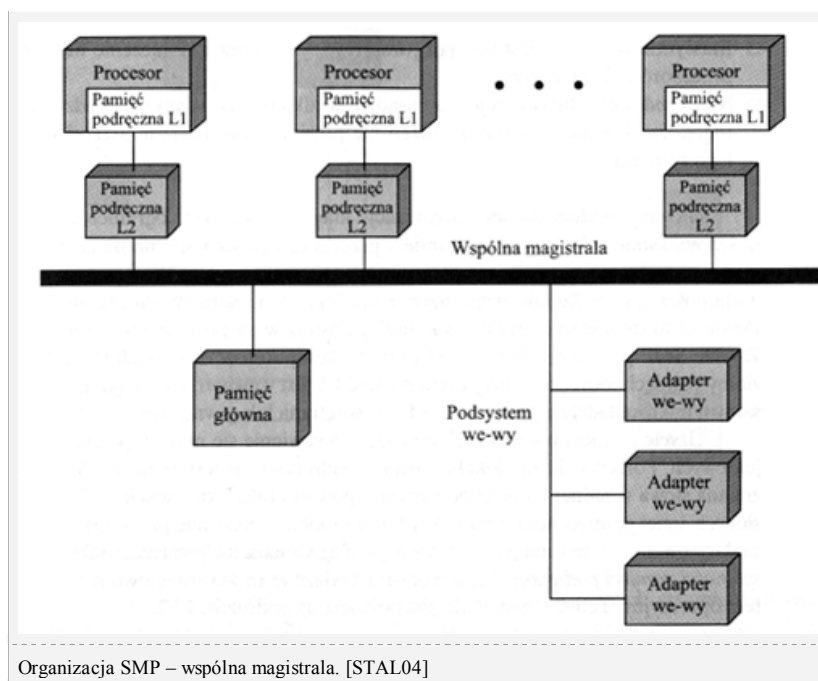 Procesor
Pamięć
podręczna L1
Procesor
Pamięć
podręczna L1
Procesor
Pamięć
podręczna L1
Pamięć
podręczna
L2
Pamięć
podręczna
L2
Pamięć
podręczna
L2
Wspólna magistrala
Pamięć
główna
Podsystem
we-wy
Adapter
we-wy
Adapter
we-wy
Adapter
we-wy
Organizacja SMP – wspólna magistrala. [STAL04]